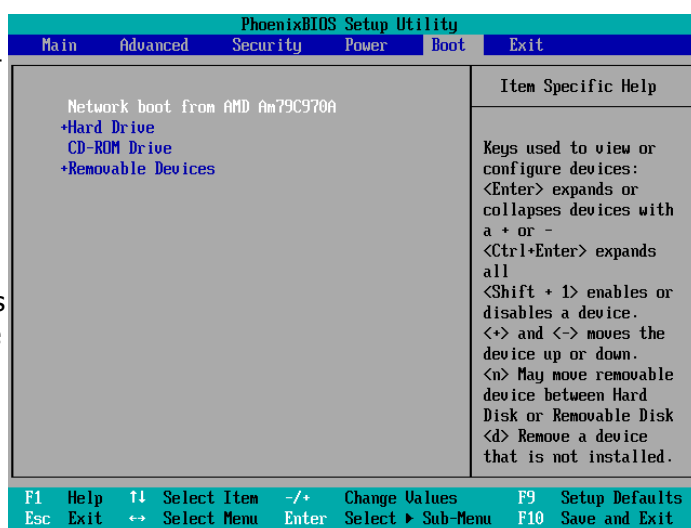 PhoenixBIOS Setup Utility
Main Advanced Security Power Boot Exit
Network boot from AMD Am79C970A
+Hard Drive
CD-ROM Drive
+Removable Devices
Item Specific Help
Keys used to view or
configure devices:
<Enter> expands or
collapses devices with
a + or -
<Ctrl+Enter> expands
all
<Shift + 1> enables or
disables a device.
<+> and <-> moves the
device up or down.
<n> May move removable
device between Hard
Disk or Removable Disk
<d> Remove a device
that is not installed.
F1 Help ↑↓ Select Item -/+ Change Values F9 Setup Defaults
Esc Exit ↔ Select Menu Enter Select ▶ Sub-Menu F10 Save and Exit